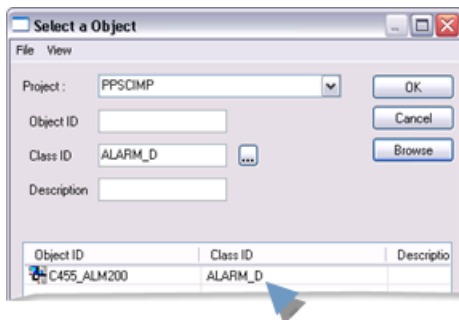 Select a Object
File View
Project : PPSCIMP OK
Object ID Cancel
Class ID ALARM_D ... Browse
Description
Object ID Class ID Descriptio
C455_ALM200 ALARM_D